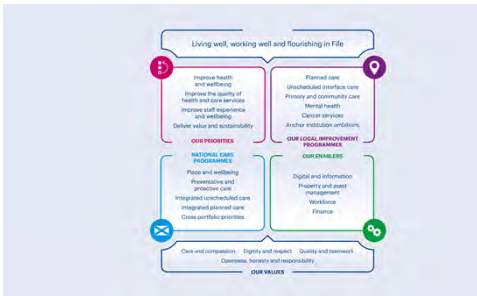 Living well, working well and flourishing in Fife
Improve health
and wellbeing
Improve the quality of
health and care services
Improve staff experience
and wellbeing
Deliver value and sustainability
OUR PRIORITIES
Planned care
Unscheduled interface care
Primary and community care
Mental health
Cancer services
Anchor institution ambitions
OUR LOCAL IMPROVEMENT
PROGRAMMES
NATIONAL CARE
PROGRAMMES
Place and wellbeing
Preventative and
proactive care
Integrated unscheduled care
Integrated planned care
Cross portfolio priorities
OUR ENABLERS
Digital and information
Property and asset
management
Workforce
Finance
Care and compassion Dignity and respect Quality and teamwork
Openness, honesty and responsibility
OUR VALUES